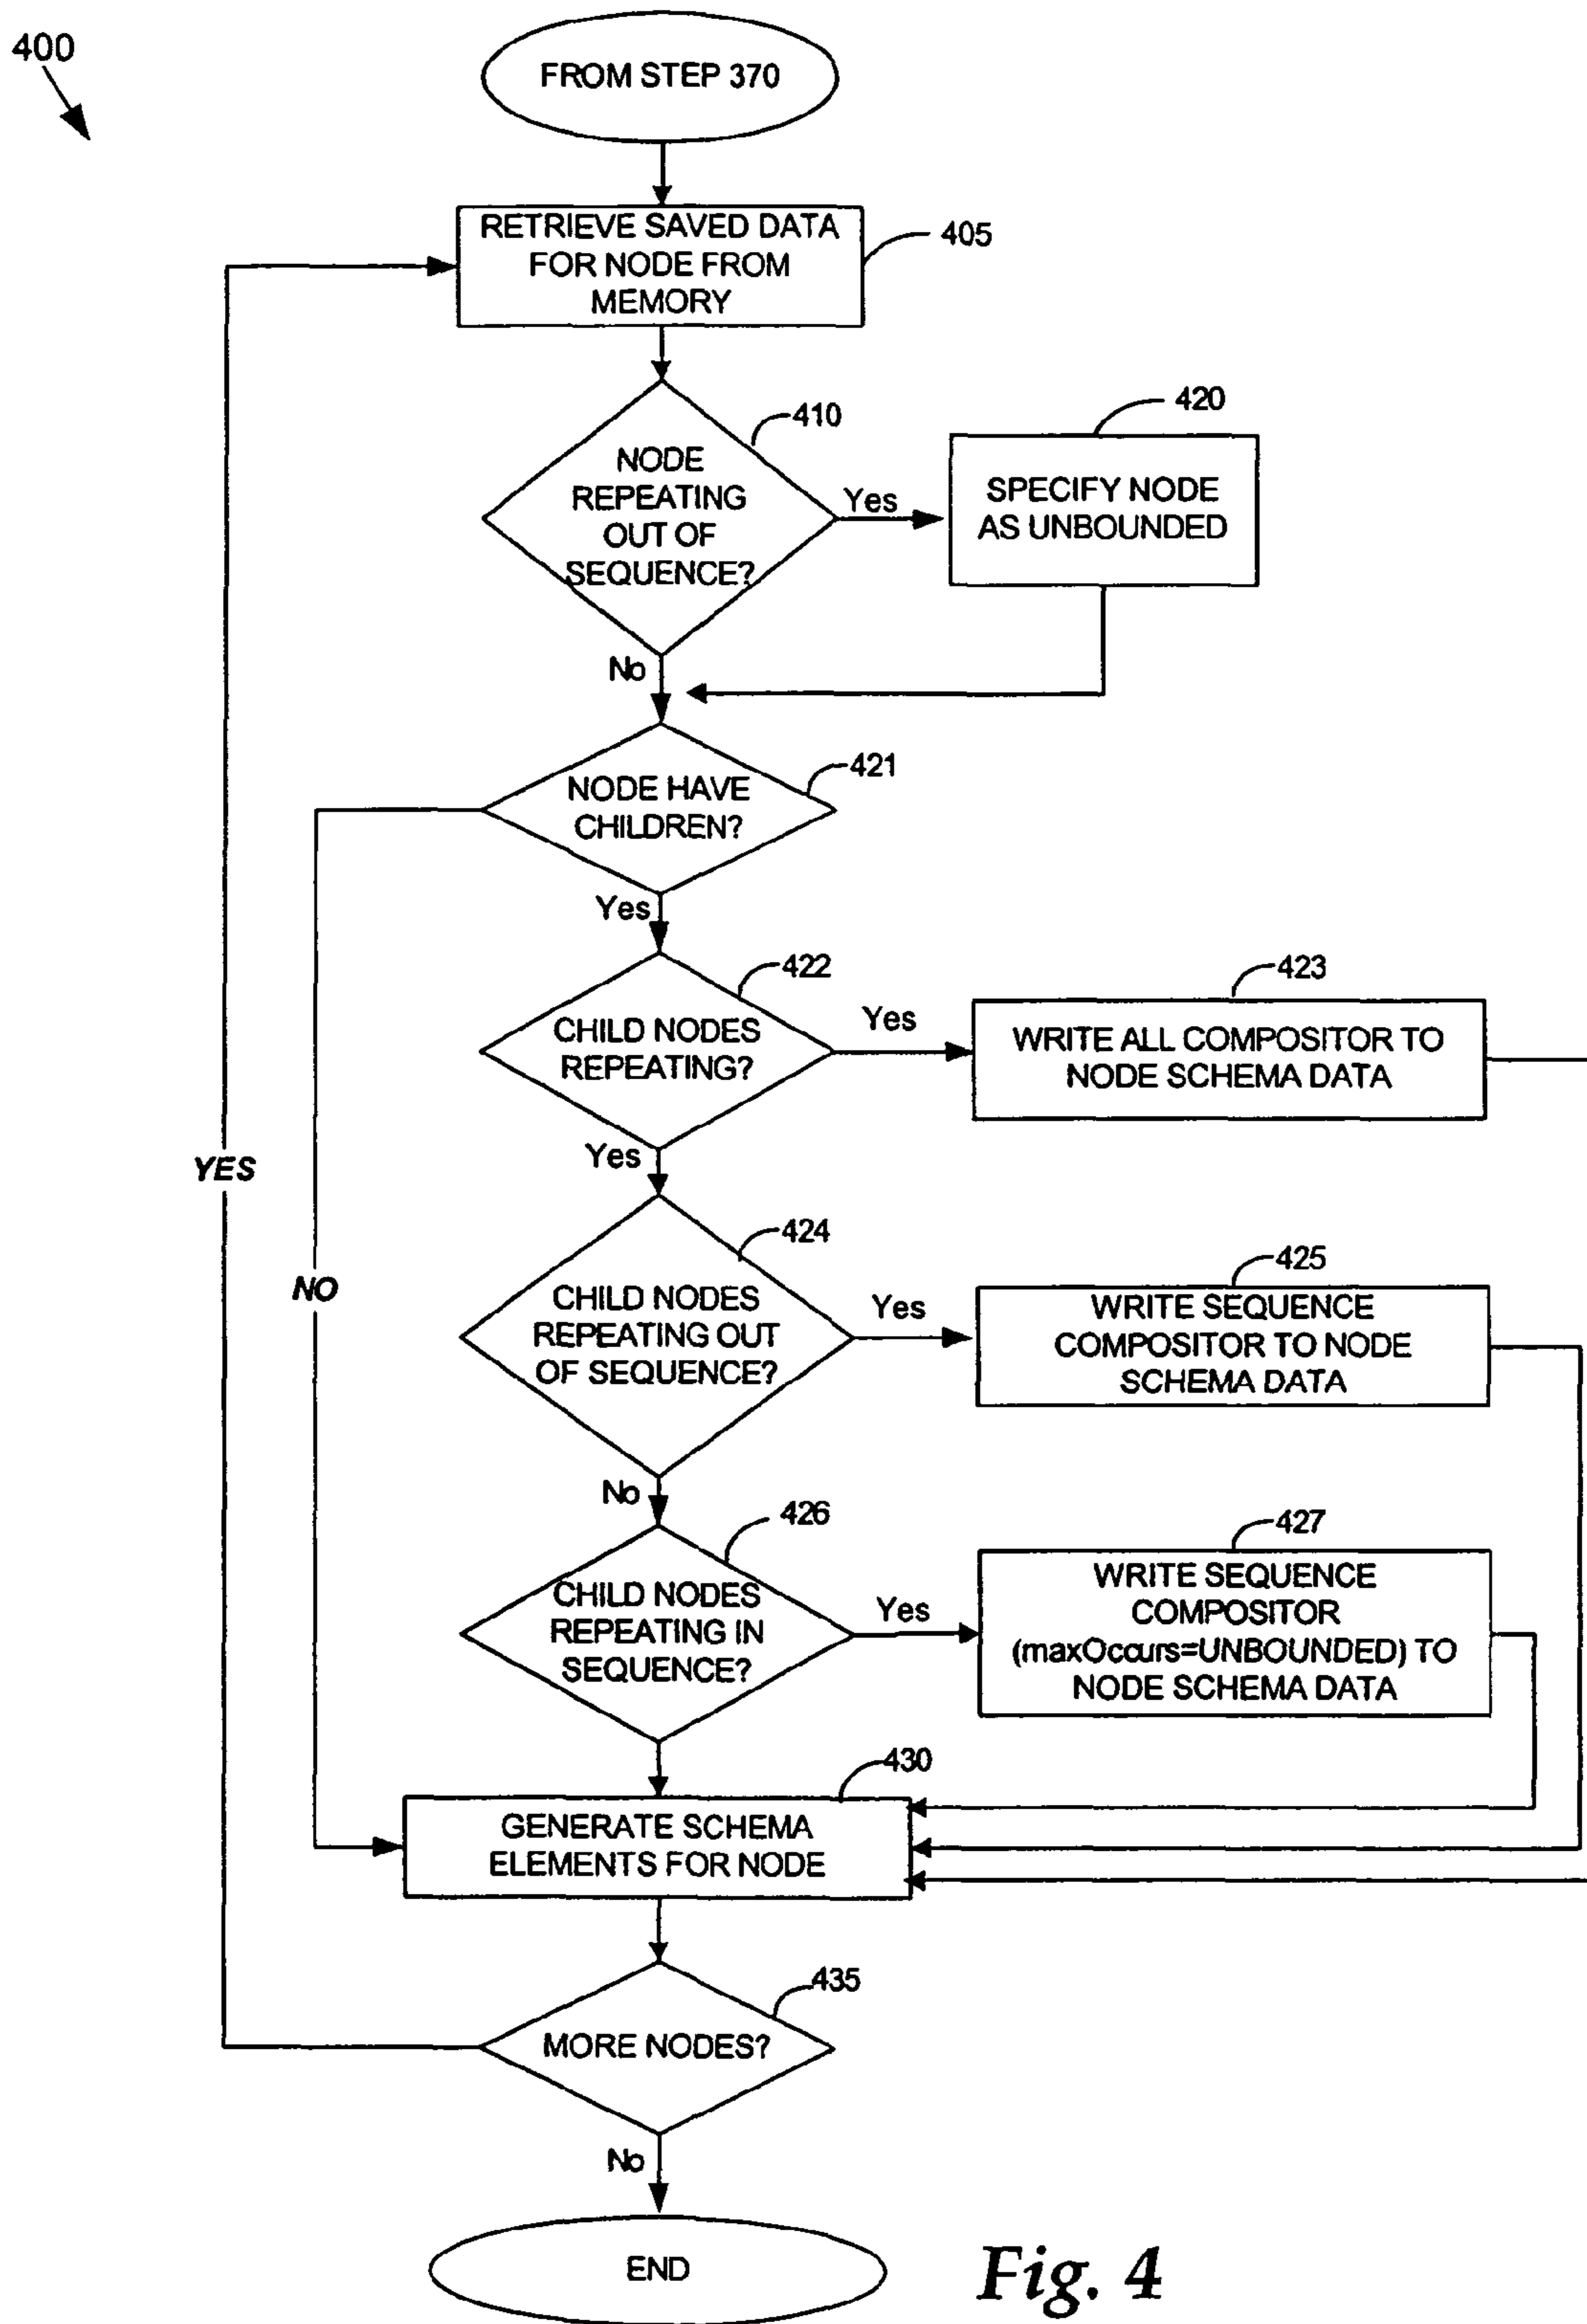 400
FROM STEP 370
RETRIEVE SAVED DATA
FOR NODE FROM
MEMORY
405
410
NODE
REPEATING
OUT OF
SEQUENCE?
Yes
420
SPECIFY NODE
AS UNBOUNDED
No
421
NODE HAVE
CHILDREN?
Yes
422
CHILD NODES
REPEATING?
Yes
423
WRITE ALL COMPOSITOR TO
NODE SCHEMA DATA
Yes
YES
NO
424
CHILD NODES
REPEATING OUT
OF SEQUENCE?
Yes
425
WRITE SEQUENCE
COMPOSITOR TO NODE
SCHEMA DATA
No
426
CHILD NODES
REPEATING IN
SEQUENCE?
Yes
427
WRITE SEQUENCE
COMPOSITOR
(maxOccurs=UNBOUNDED) TO
NODE SCHEMA DATA
430
GENERATE SCHEMA
ELEMENTS FOR NODE
435
MORE NODES?
No
END
Fig. 4